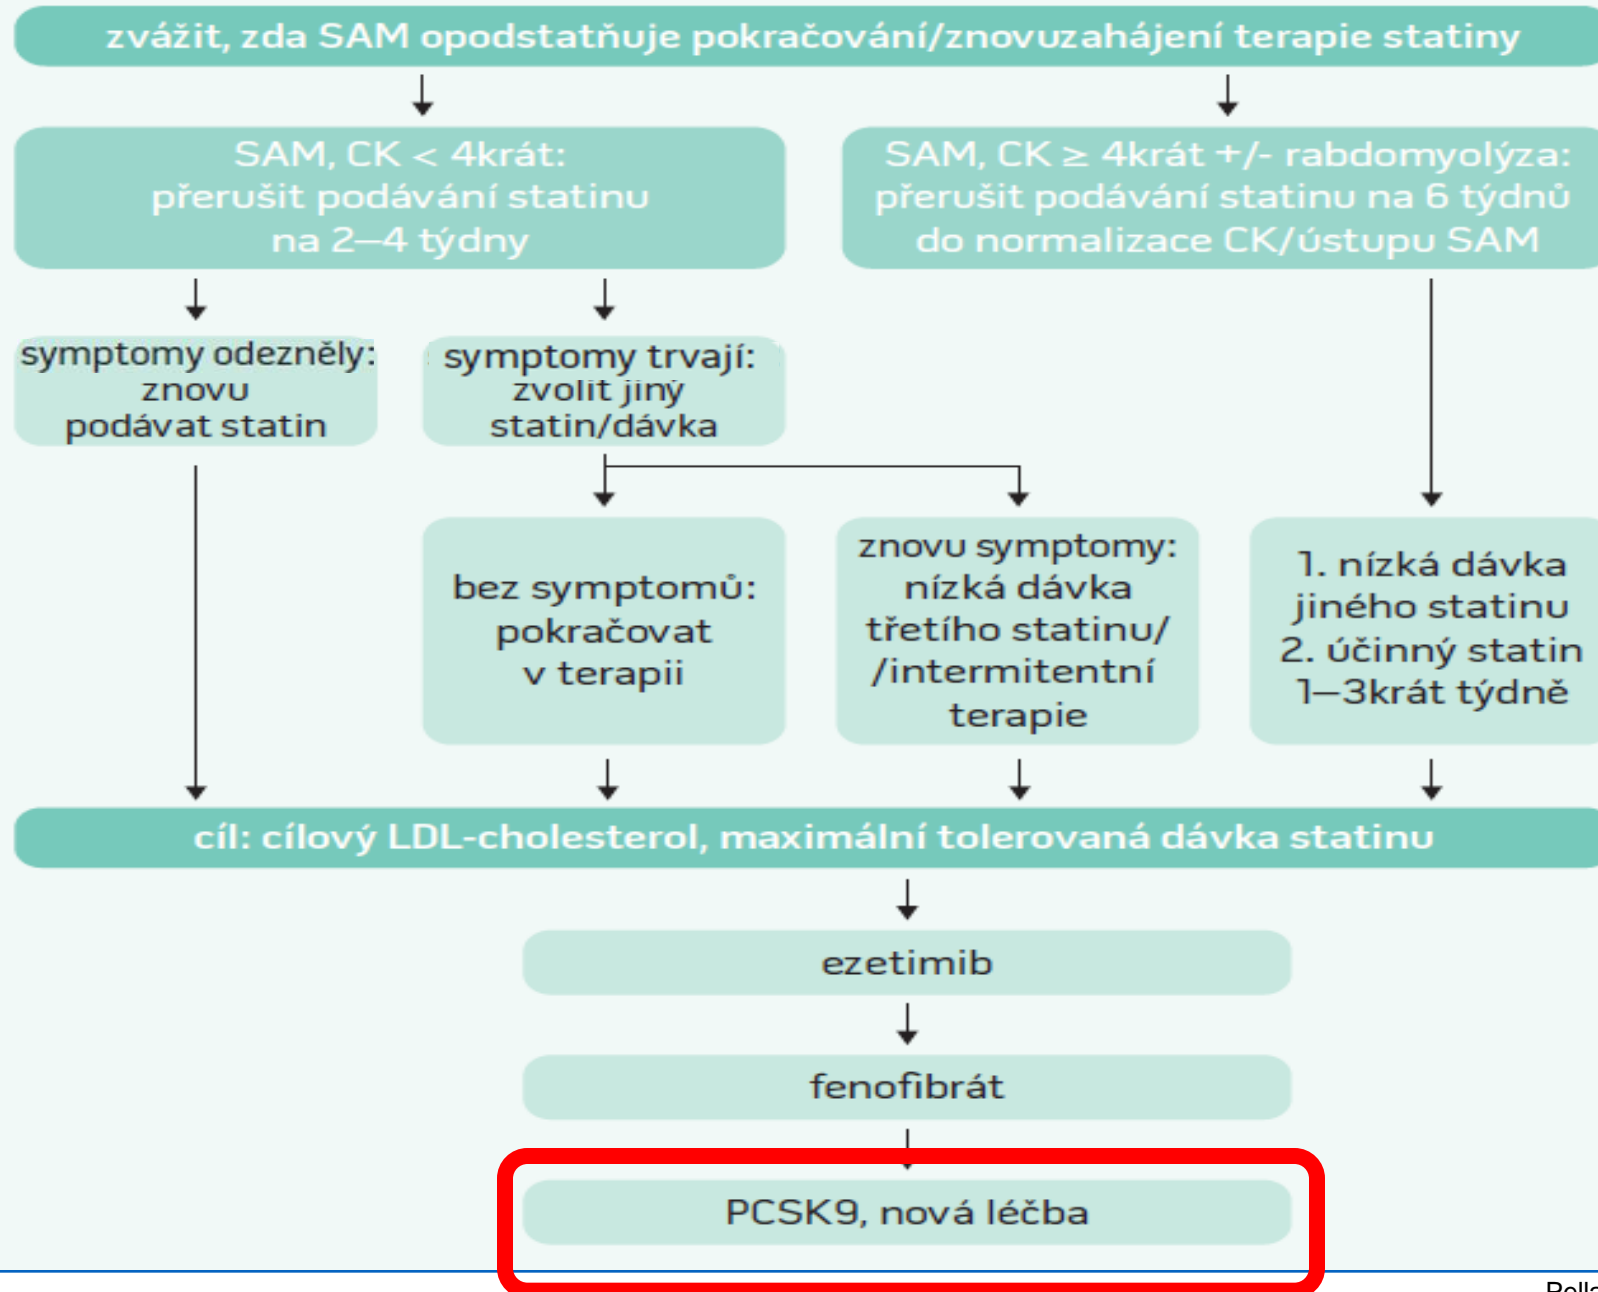 zvážit, zda SAM opodstatňuje pokračování/znovuzahájení terapie statiny
SAM, CK < 4krát:
přerušit podávání statinu
na 2–4 týdny
SAM, CK ≥ 4krát +/- rabdomyolýza:
přerušit podávání statinu na 6 týdnů
do normalizace CK/ústupu SAM
symptomy odezněly:
znovu
podávat statin
symptomy trvají:
zvolit jiný
statin/dávka
bez symptomů:
pokračovat
v terapii
znovu symptomy:
nízká dávka
třetího statinu/
/intermitentní
terapie
1. nízká dávka
jiného statinu
2. účinný statin
1–3krát týdně
cíl: cílový LDL-cholesterol, maximální tolerovaná dávka statinu
ezetimib
fenofibrát
PCSK9, nová léčba